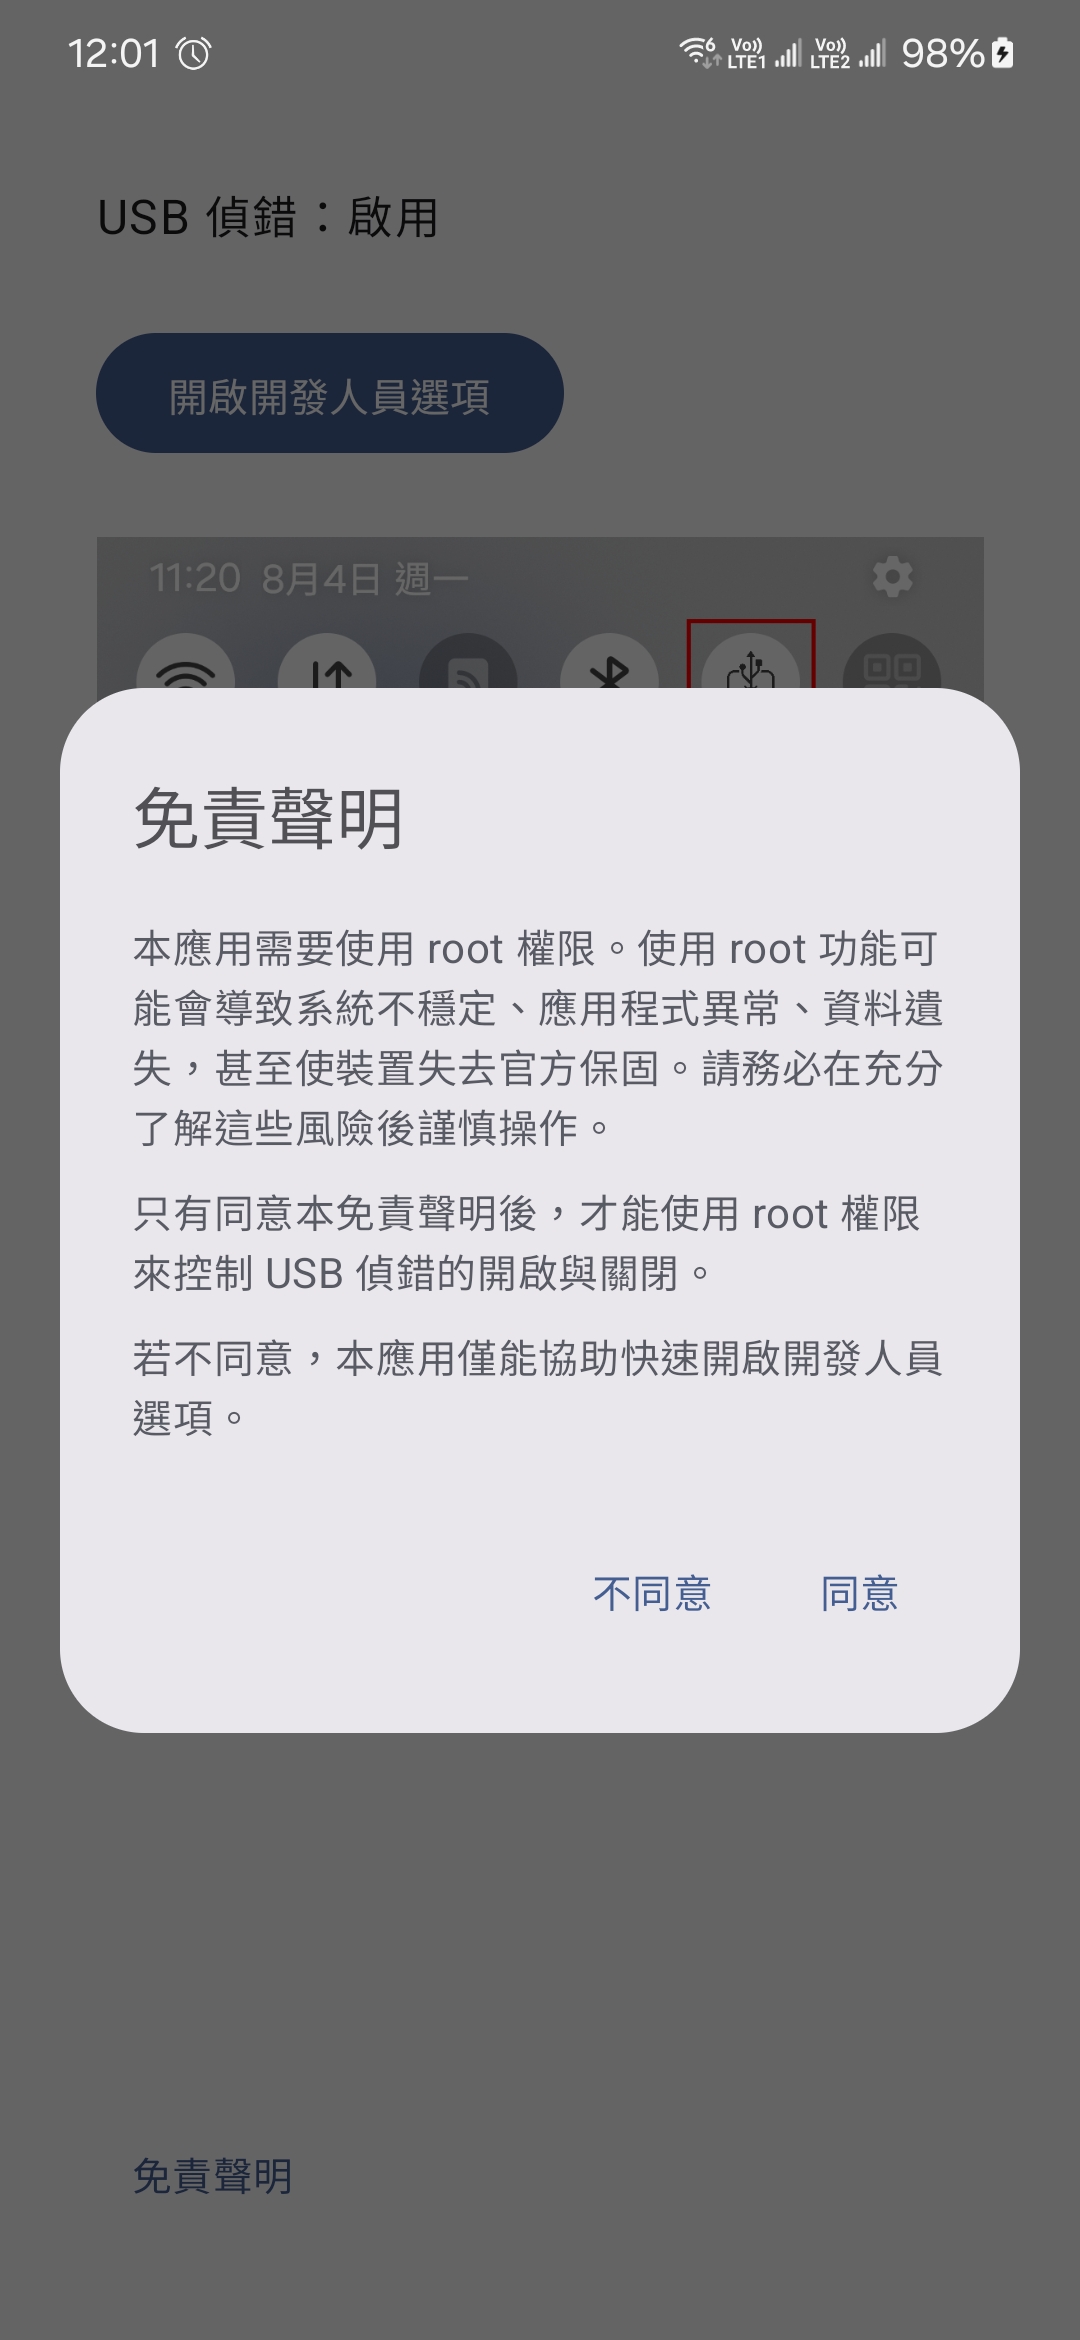 12:01
6 Vo)) LTE1 Vo)) LTE2 98%
USB 偵錯：啟用
開啟開發人員選項
11:20 8月4日 週一
免責聲明
本應用需要使用 root 權限。使用 root 功能可
能會導致系統不穩定、應用程式異常、資料遺
失，甚至使裝置失去官方保固。請務必在充分
了解這些風險後謹慎操作。
只有同意本免責聲明後，才能使用 root 權限
來控制 USB 偵錯的開啟與關閉。
若不同意，本應用僅能協助快速開啟開發人員
選項。
不同意 同意
免責聲明